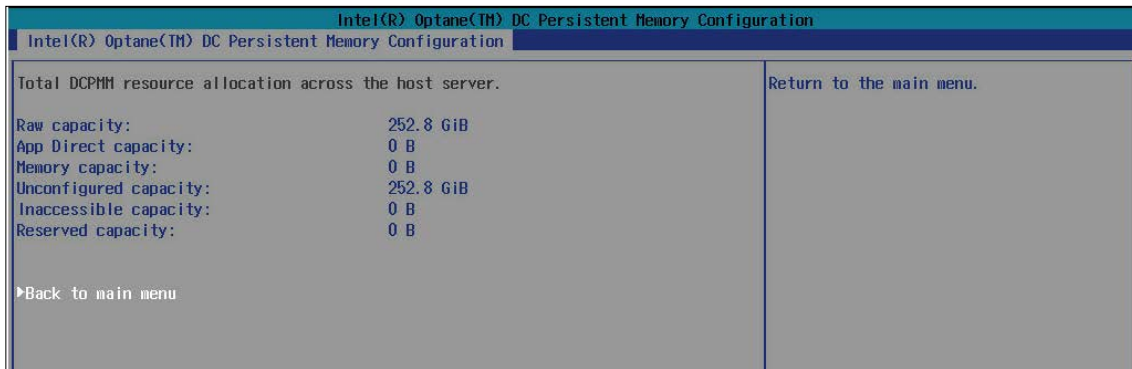 Intel(R) Optane(TM) DC Persistent Memory Configuration
Intel(R) Optane(TM) DC Persistent Memory Configuration
Total DCPMM resource allocation across the host server.
Return to the main menu.
Raw capacity: 252.8 GiB
App Direct capacity: 0 B
Memory capacity: 0 B
Unconfigured capacity: 252.8 GiB
Inaccessible capacity: 0 B
Reserved capacity: 0 B
▶Back to main menu